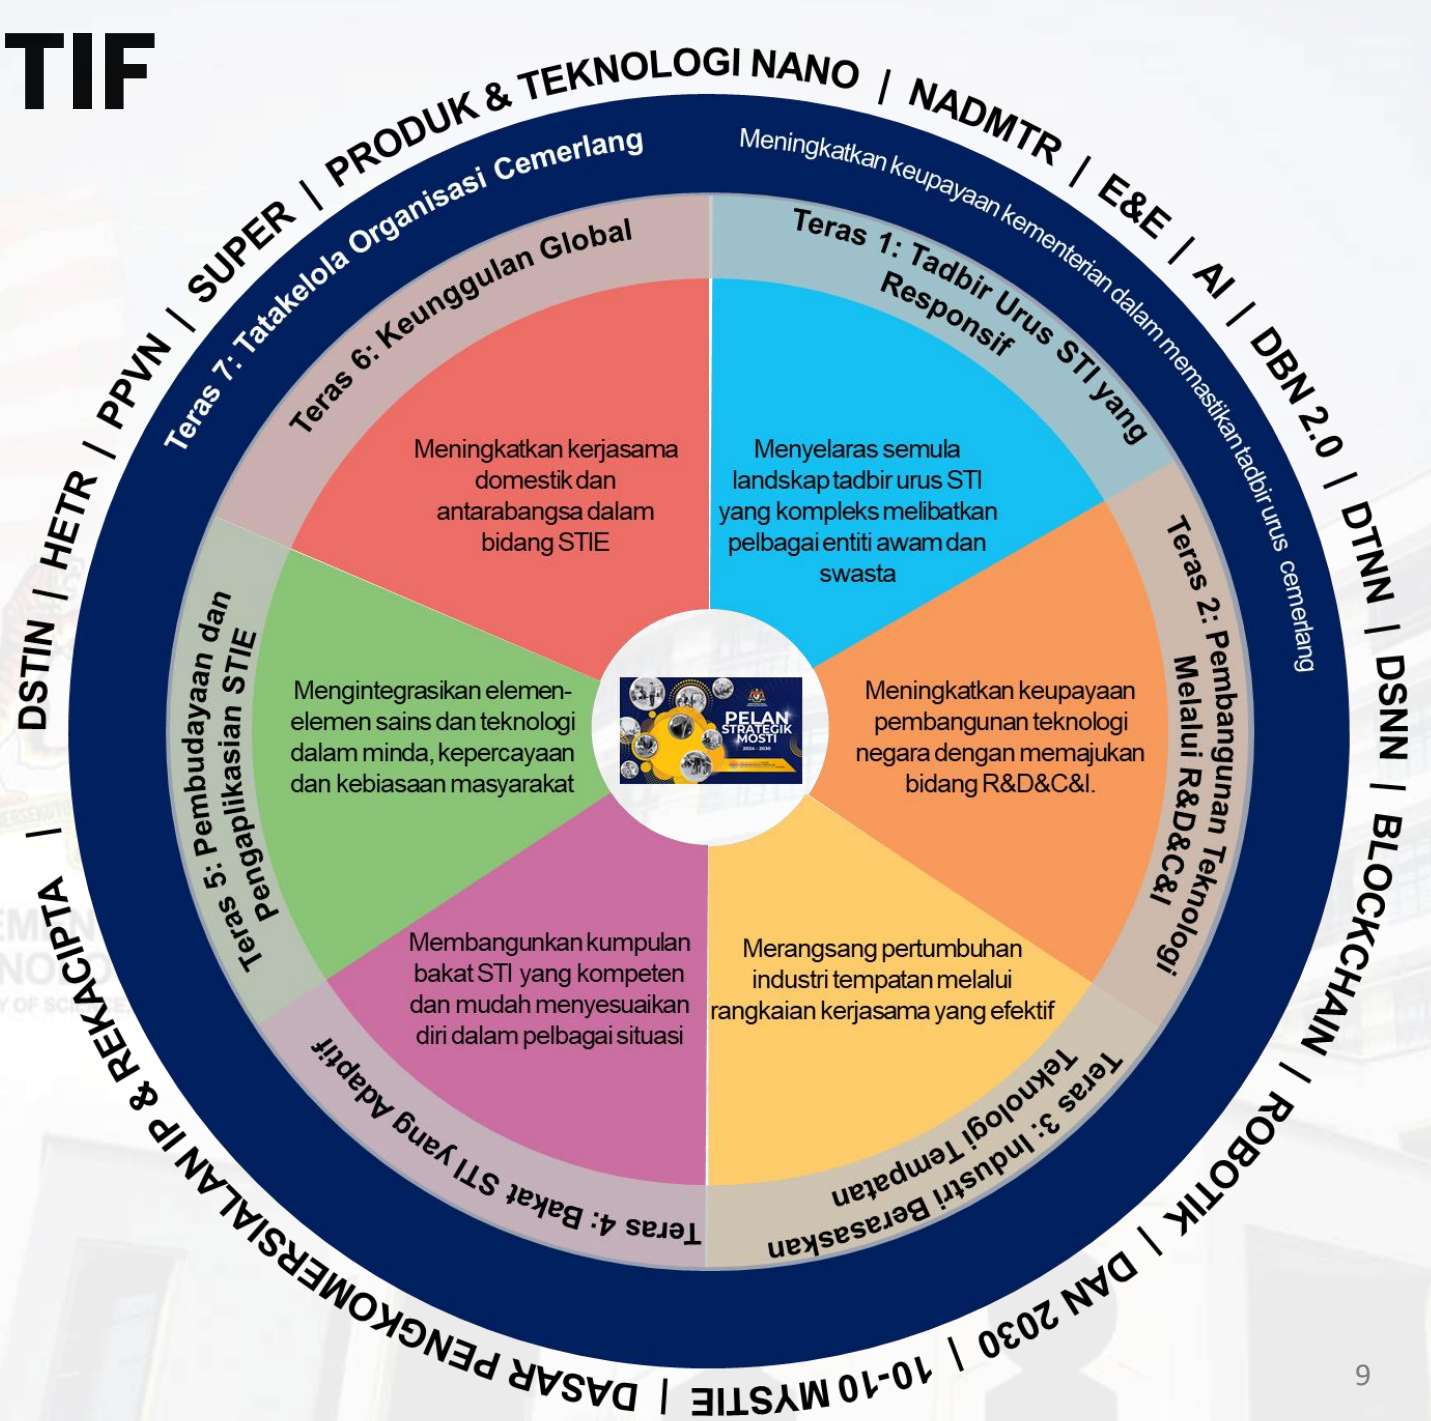 TIF
DSTIN | HETR | PPVN | SUPER | PRODUK & TEKNOLOGI NANO | NADMTR | E&E | AI | DBN 2.0 | DTNN | DSNN | BLOCKCHAIN | ROBOTIK | DAN 2030 | 10-10 MYSTIE | DASAR PENGKOMERSIALAN IP & REKACIPTA |
Teras 7: Tatakelola Organisasi Cemerlang
Meningkatkan keupayaan kementerian dalam memastikan tadbir urus cemerlang
Teras 1: Tadbir Urus STI yang
Responsif
Menyelaras semula
landskap tadbir urus STI
yang kompleks melibatkan
pelbagai entiti awam dan
swasta
Teras 2: Pembangunan Teknologi
Melalui R&D&C&I
Meningkatkan keupayaan
pembangunan teknologi
negara dengan memajukan
bidang R&D&C&I.
Teras 3: Industri Berasaskan
Teknologi Tempatan
Merangsang pertumbuhan
industri tempatan melalui
rangkaian kerjasama yang efektif
Teras 4: Bakat STI yang Adaptif
Membangunkan kumpulan
bakat STI yang kompeten
dan mudah menyesuaikan
diri dalam pelbagai situasi
Teras 5: Pembudayaan dan
Pengaplikasian STIE
Mengintegrasikan elemen-
elemen sains dan teknologi
dalam minda, kepercayaan
dan kebiasaan masyarakat
Teras 6: Keunggulan Global
Meningkatkan kerjasama
domestik dan
antarabangsa dalam
bidang STIE
PELAN
STRATEGIK
MOSTI
2024 - 2030
9